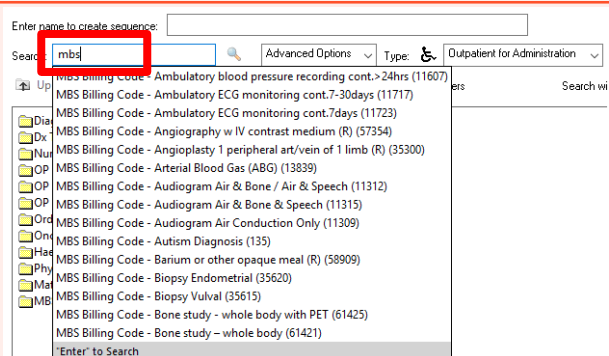 Enter name to create sequence:
Search: mbs Advanced Options Type: Outpatient for Administration
Up ers Search wi
MBS Billing Code - Ambulatory blood pressure recording cont.>24hrs (11607)
MBS Billing Code - Ambulatory ECG monitoring cont.7-30days (11717)
MBS Billing Code - Ambulatory ECG monitoring cont.7days (11723)
MBS Billing Code - Angiography w IV contrast medium (R) (57354)
MBS Billing Code - Angioplasty 1 peripheral art/vein of 1 limb (R) (35300)
MBS Billing Code - Arterial Blood Gas (ABG) (13839)
MBS Billing Code - Audiogram Air & Bone / Air & Speech (11312)
MBS Billing Code - Audiogram Air & Bone & Speech (11315)
MBS Billing Code - Audiogram Air Conduction Only (11309)
MBS Billing Code - Autism Diagnosis (135)
MBS Billing Code - Barium or other opaque meal (R) (58909)
MBS Billing Code - Biopsy Endometrial (35620)
MBS Billing Code - Biopsy Vulval (35615)
MBS Billing Code - Bone study - whole body with PET (61425)
MBS Billing Code - Bone study – whole body (61421)
"Enter" to Search
Dia
Dx
Nur
OP
OP
OP
Ord
Onc
Hae
Phy
Mat
MB